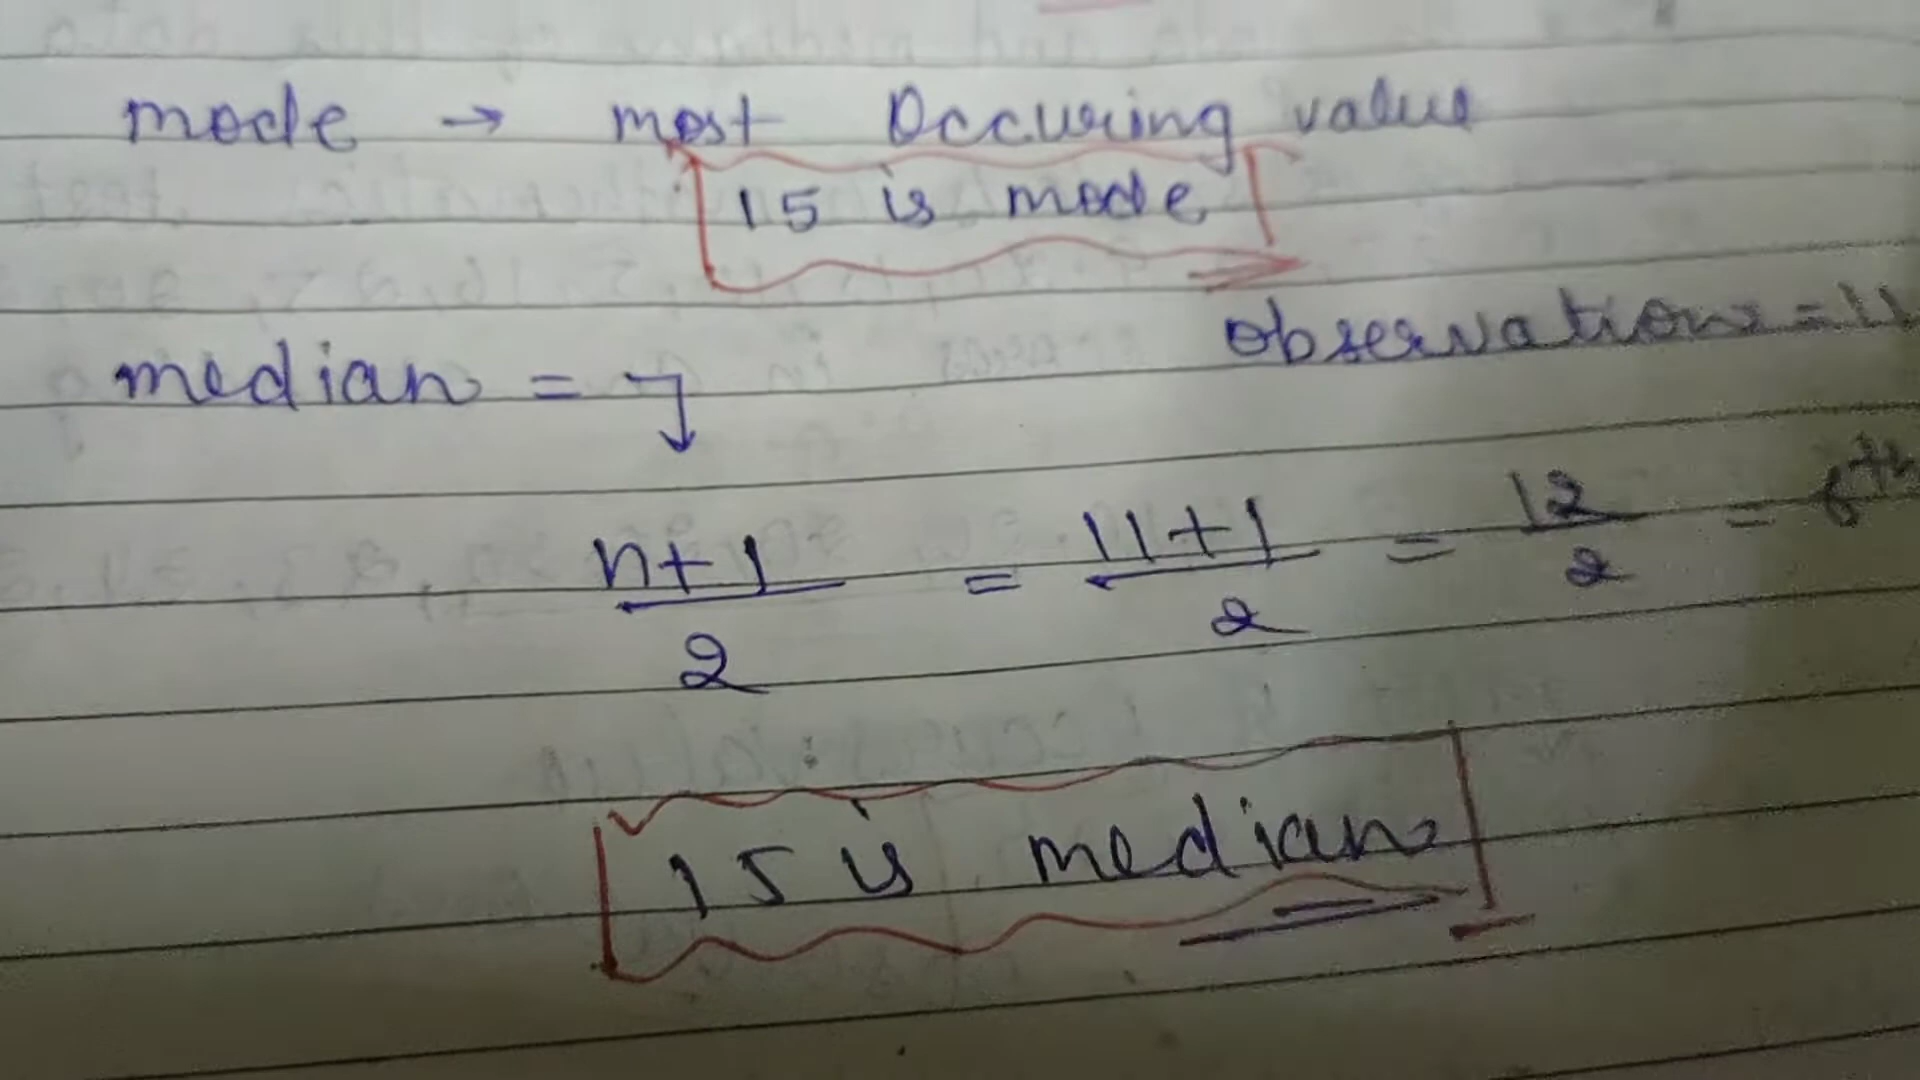 mode → most Occuring value
15 is mode
observations = 11
median =
n+1/2 = 11+1/2 = 12/2 = 6th
15 is median